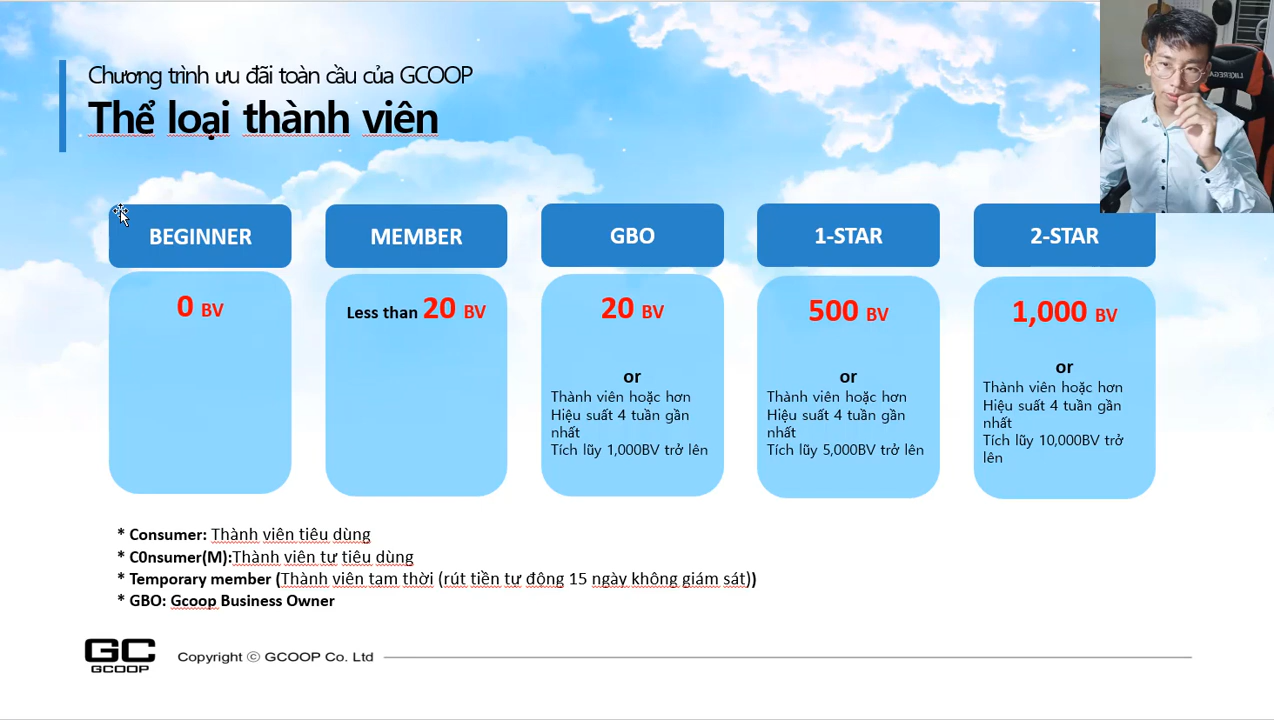 Chương trình ưu đãi toàn cầu của GCOOP
Thể loại thành viên
BEGINNER
0 BV
MEMBER
Less than 20 BV
GBO
20 BV
or
Thành viên hoặc hơn
Hiệu suất 4 tuần gần
nhất
Tích lũy 1,000BV trở lên
1-STAR
500 BV
or
Thành viên hoặc hơn
Hiệu suất 4 tuần gần
nhất
Tích lũy 5,000BV trở lên
2-STAR
1,000 BV
or
Thành viên hoặc hơn
Hiệu suất 4 tuần gần
nhất
Tích lũy 10,000BV trở
lên
* Consumer: Thành viên tiêu dùng
* C0nsumer(M):Thành viên tư tiêu dùng
* Temporary member (Thành viên tạm thời (rút tiền tự động 15 ngày không giám sát))
* GBO: Gcoop Business Owner
GC
GCOOP
Copyright ⓒ GCOOP Co. Ltd